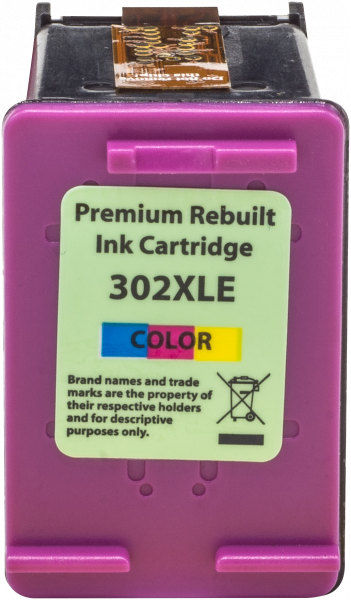 Premium Rebuilt
Ink Cartridge
302XLE
COLOR
Brand names and trade
marks are the property of
their respective holders
and for descriptive
purposes only.